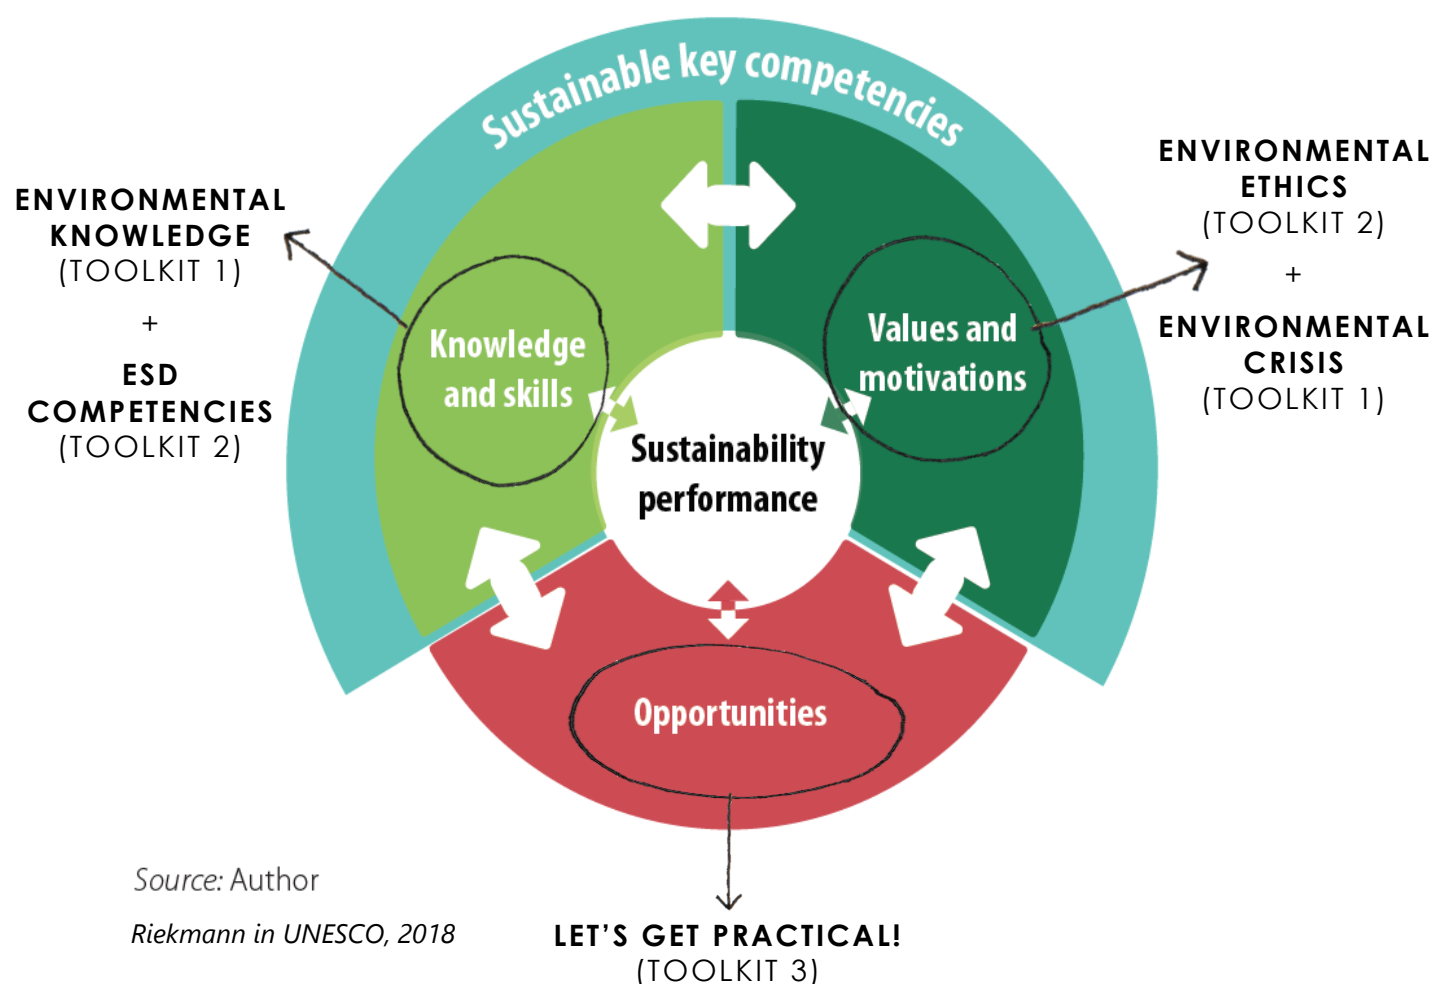 Sustainable key competencies
ENVIRONMENTAL
KNOWLEDGE
(TOOLKIT 1)
+
ESD
COMPETENCIES
(TOOLKIT 2)
Knowledge
and skills
Values and
motivations
ENVIRONMENTAL
ETHICS
(TOOLKIT 2)
+
ENVIRONMENTAL
CRISIS
(TOOLKIT 1)
Sustainability
performance
Opportunities
Source: Author
Riekmann in UNESCO, 2018
LET'S GET PRACTICAL!
(TOOLKIT 3)